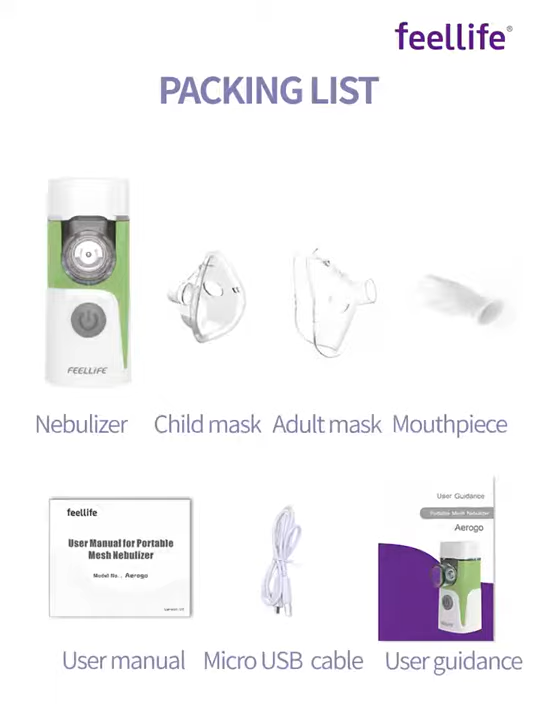 feellife®
PACKING LIST
FEELLIFE
Nebulizer
Child mask
Adult mask
Mouthpiece
feellife
User Manual for Portable
Mesh Nebulizer
Model No.: Aerogo
User Guidance
Portable Mesh Nebulizer
Aerogo
User manual
Micro USB cable
User guidance